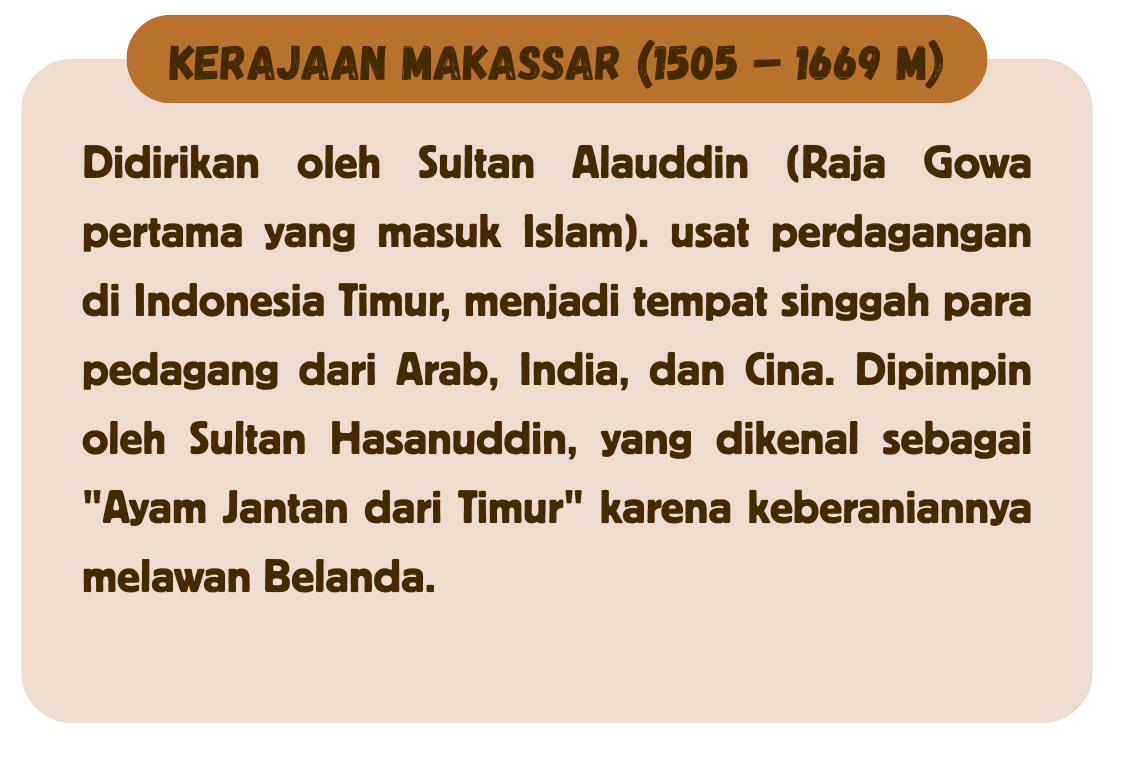 KERAJAAN MAKASSAR (1505 – 1669 M)
Didirikan oleh Sultan Alauddin (Raja Gowa
pertama yang masuk Islam). usat perdagangan
di Indonesia Timur, menjadi tempat singgah para
pedagang dari Arab, India, dan Cina. Dipimpin
oleh Sultan Hasanuddin, yang dikenal sebagai
"Ayam Jantan dari Timur" karena keberaniannya
melawan Belanda.